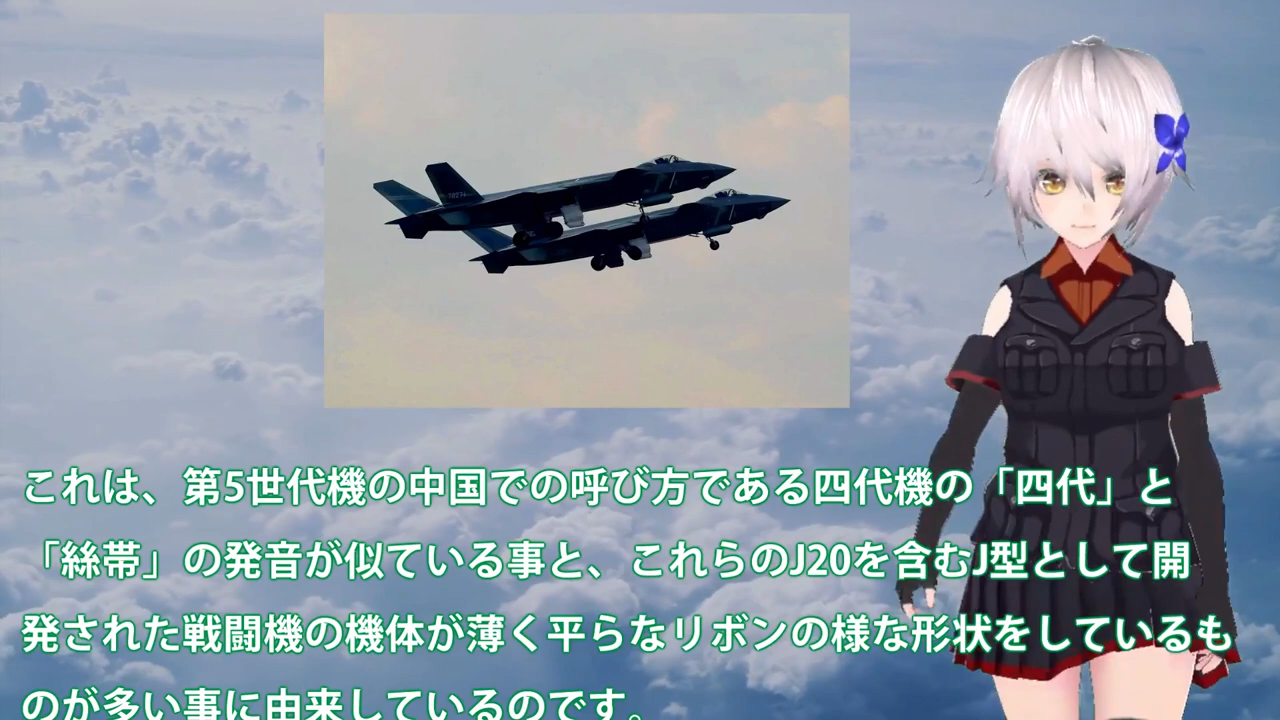 これは、第5世代機の中国での呼び方である四代機の「四代」と
「絲帯」の発音が似ている事と、これらのJ20を含むJ型として開
発された戦闘機の機体が薄く平らなリボンの様な形状をしているも
のが多い事に由来しているのです。